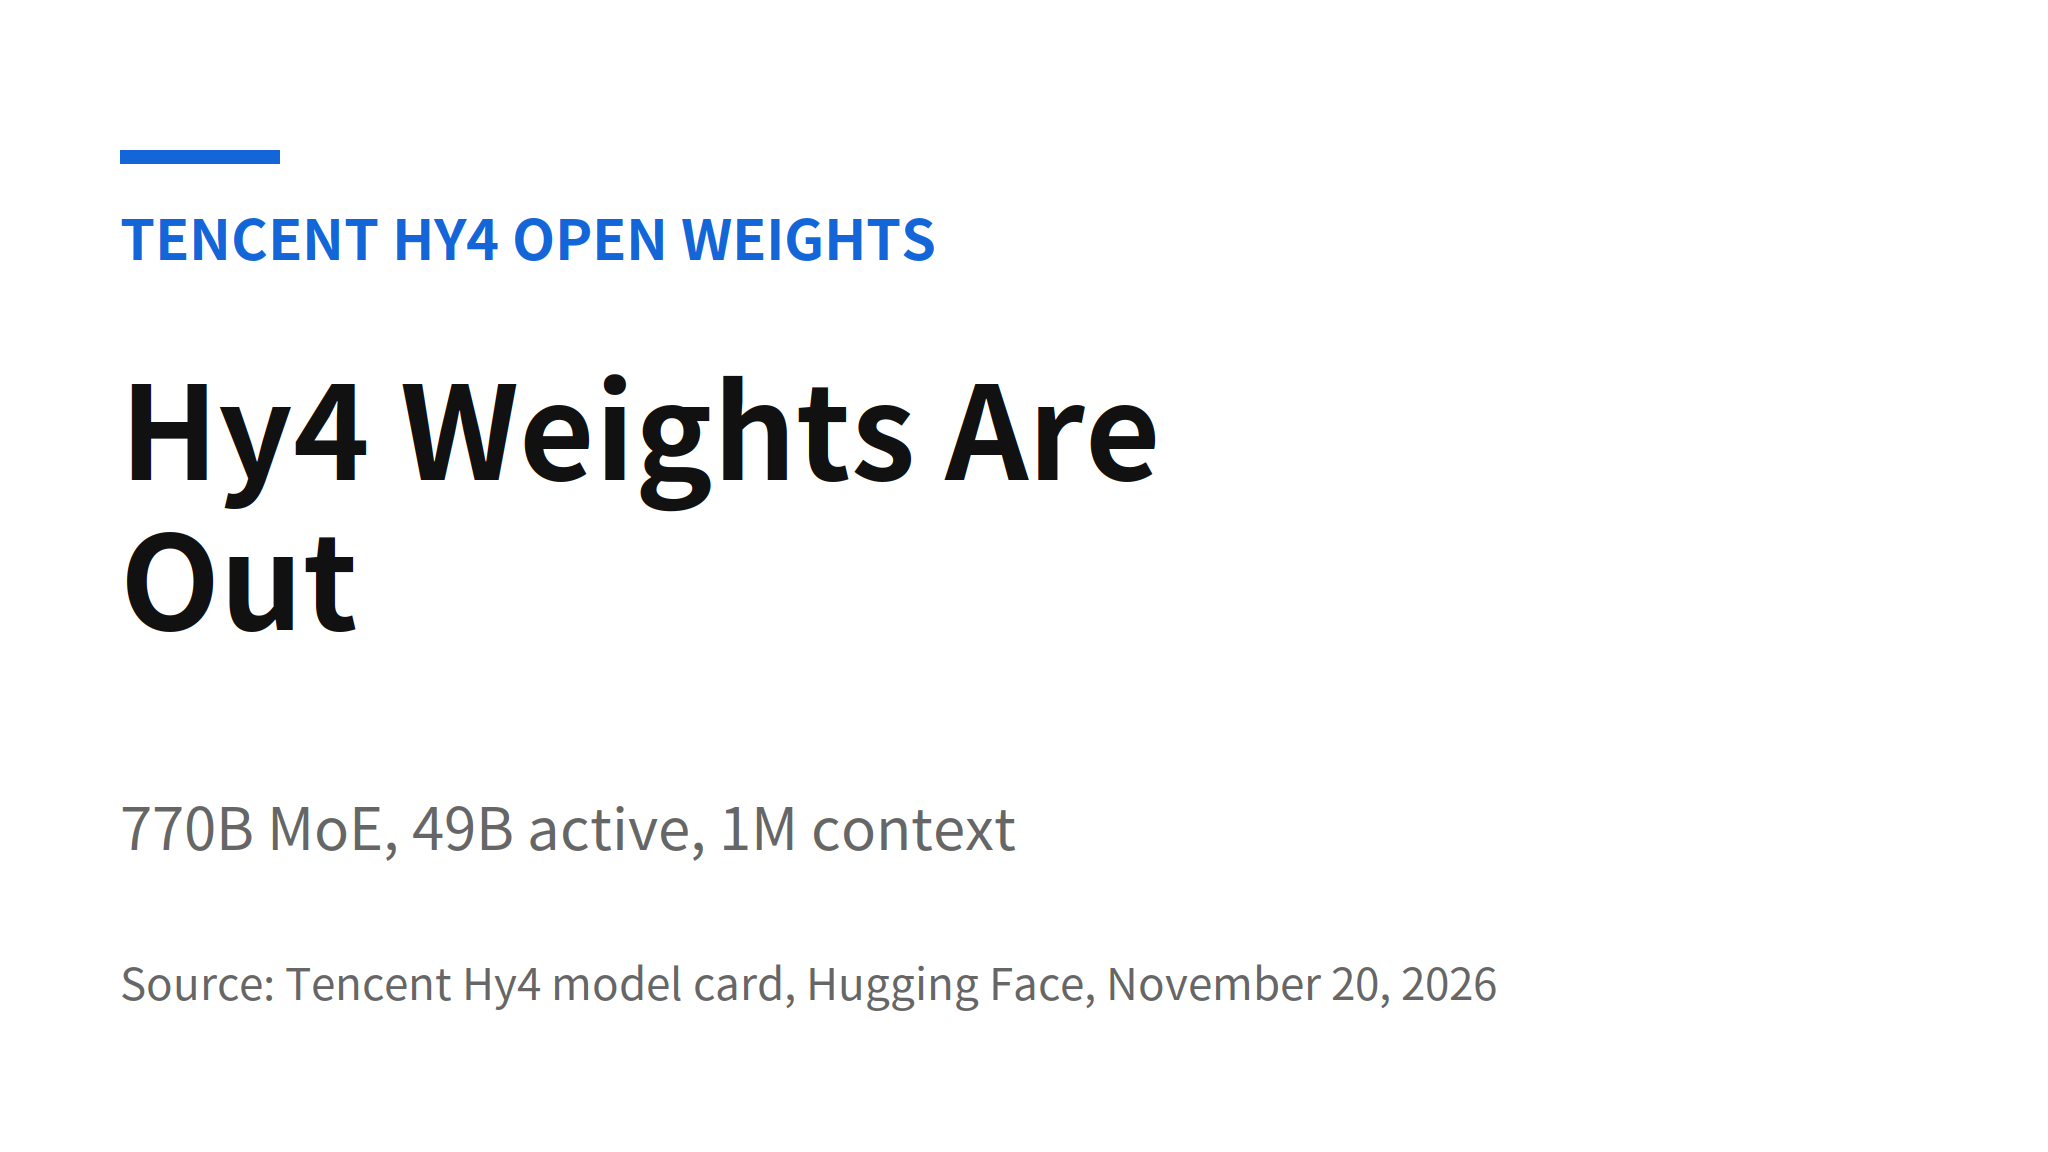 TENCENT HY4 OPEN WEIGHTS
Hy4 Weights Are
Out
770B MoE, 49B active, 1M context
Source: Tencent Hy4 model card, Hugging Face, November 20, 2026